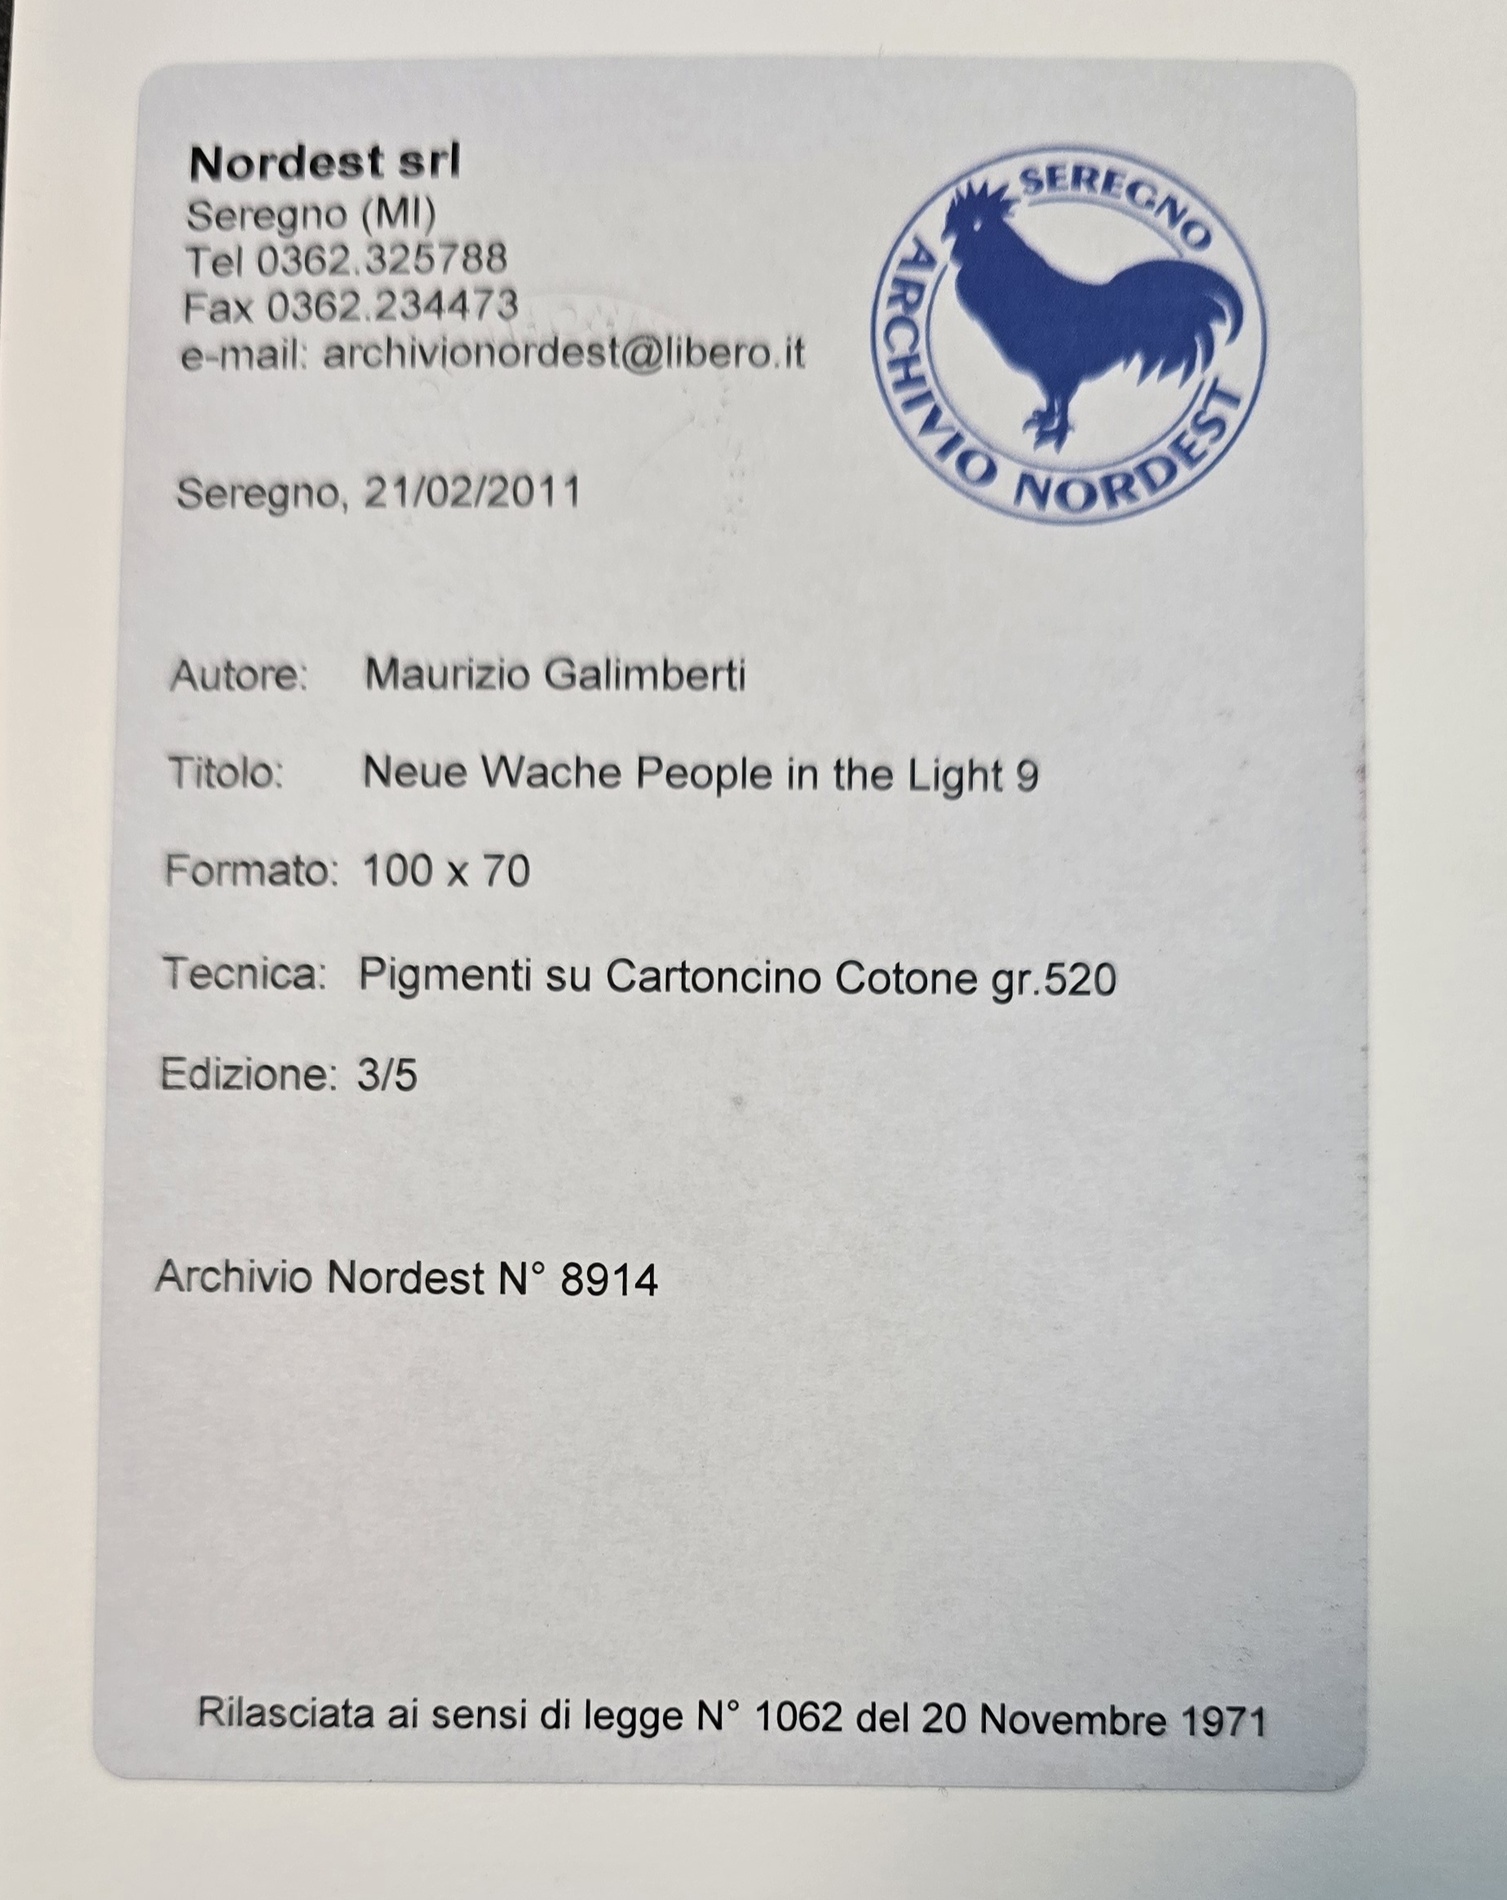 Nordest srl
Seregno (MI)
Tel 0362.325788
Fax 0362.234473
e-mail: archivionordest@libero.it
SEREGNO
ARCHIVIO NORDEST
Seregno, 21/02/2011
Autore: Maurizio Galimberti
Titolo: Neue Wache People in the Light 9
Formato: 100 x 70
Tecnica: Pigmenti su Cartoncino Cotone gr.520
Edizione: 3/5
Archivio Nordest N° 8914
Rilasciata ai sensi di legge N° 1062 del 20 Novembre 1971